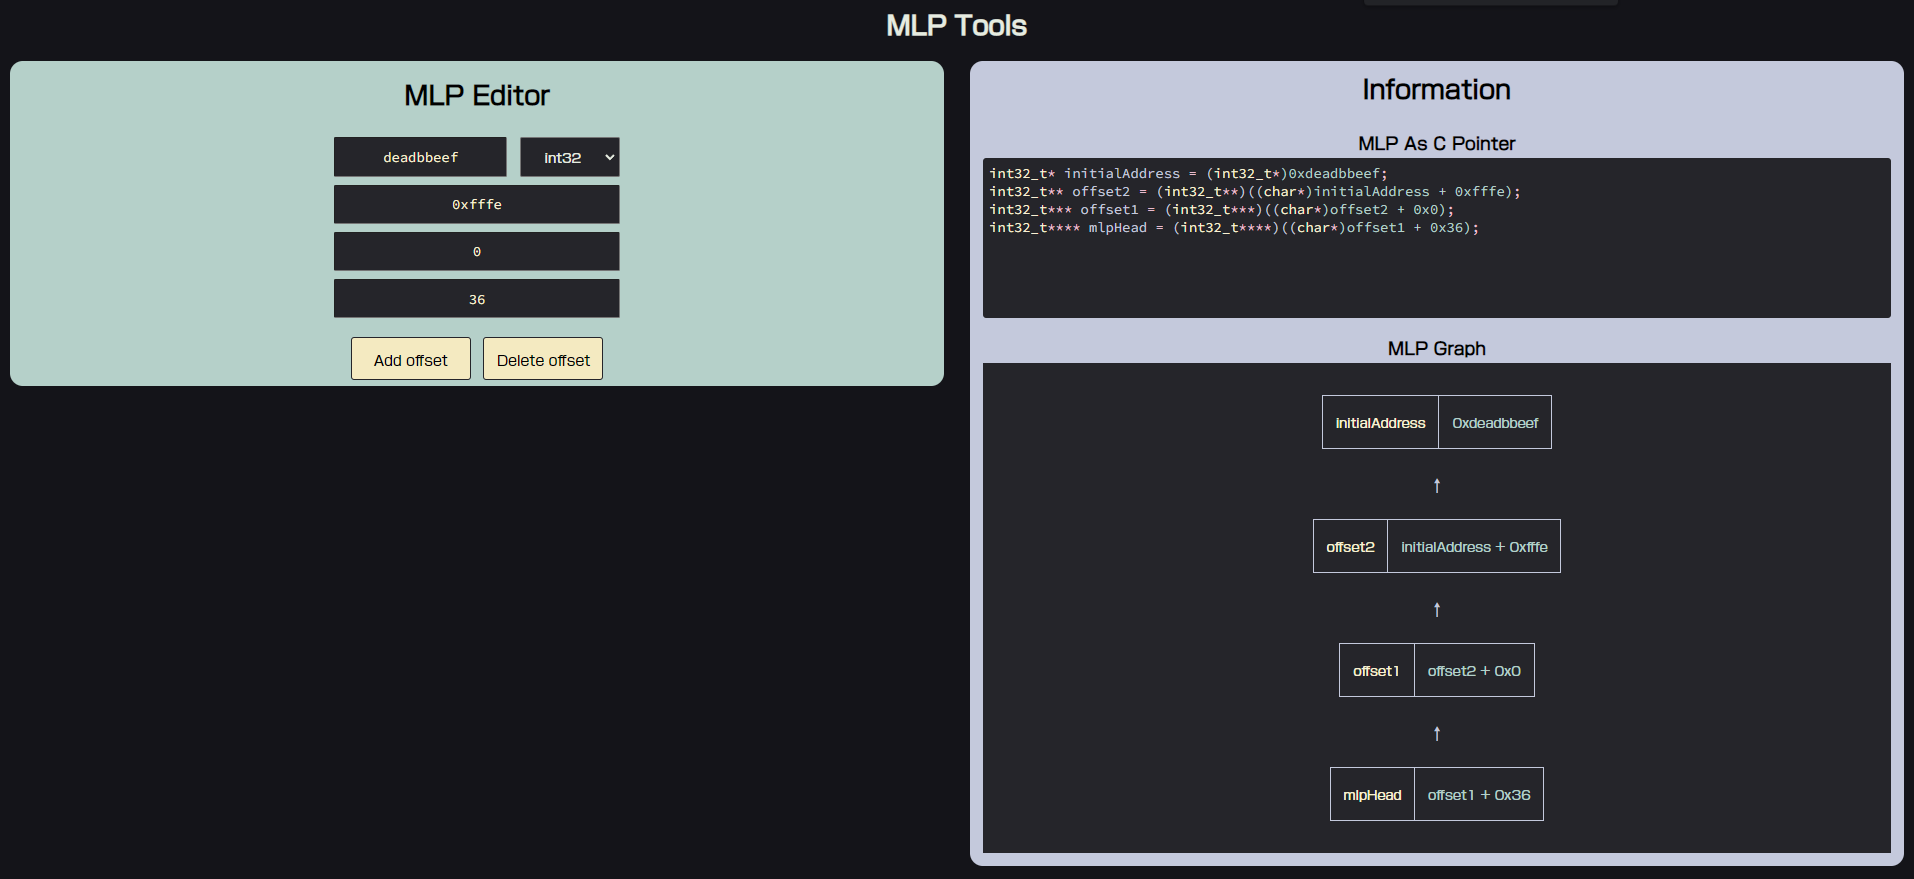 MLP Tools
MLP Editor
deadbbeef
int32
0xfffe
0
36
Add offset
Delete offset
Information
MLP As C Pointer
int32_t* initialAddress = (int32_t*)0xdeadbbeef;
int32_t** offset2 = (int32_t**)((char*)initialAddress + 0xfffe);
int32_t*** offset1 = (int32_t***)((char*)offset2 + 0x0);
int32_t**** mlpHead = (int32_t****)((char*)offset1 + 0x36);
MLP Graph
initialAddress 0xdeadbbeef
↑
offset2 initialAddress + 0xfffe
↑
offset1 offset2 + 0x0
↑
mlpHead offset1 + 0x36